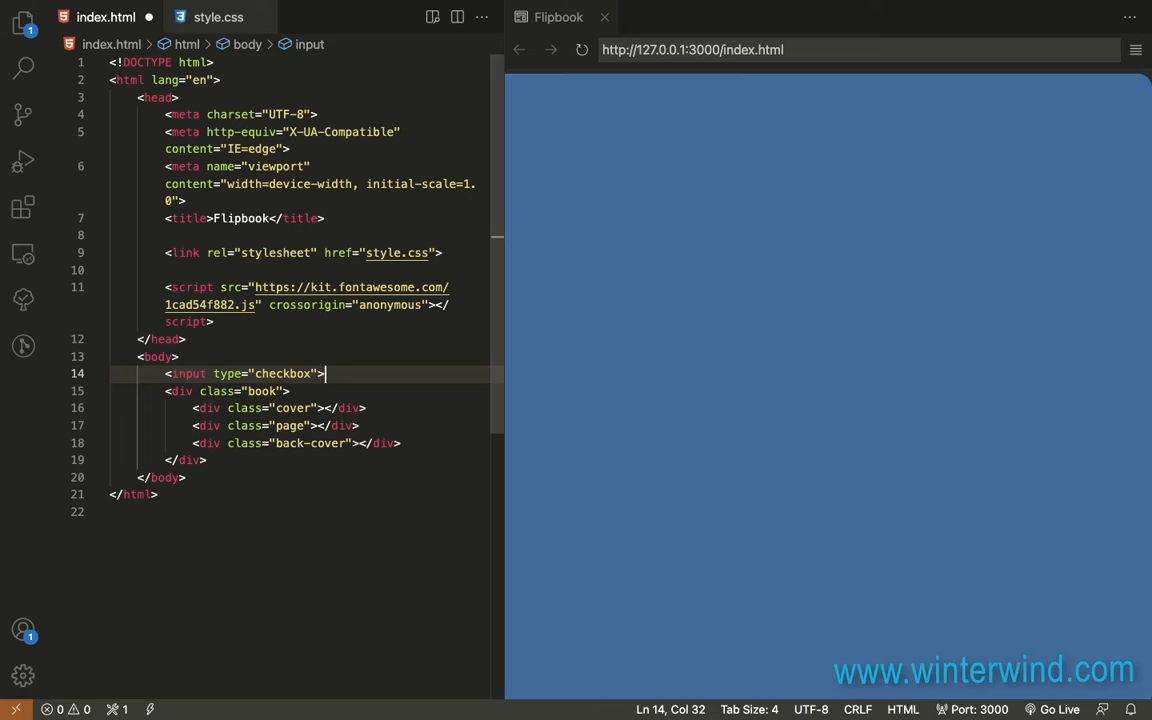 index.html
style.css
Flipbook
index.html > html > body > input
http://127.0.0.1:3000/index.html
1 <!DOCTYPE html>
2 <html lang="en">
3 <head>
4 <meta charset="UTF-8">
5 <meta http-equiv="X-UA-Compatible"
content="IE=edge">
6 <meta name="viewport"
content="width=device-width, initial-scale=1.
0">
7 <title>Flipbook</title>
8
9 <link rel="stylesheet" href="style.css">
10
11 <script src="https://kit.fontawesome.com/
1cad54f882.js" crossorigin="anonymous"></
script>
12 </head>
13 <body>
14 <input type="checkbox">
15 <div class="book">
16 <div class="cover"></div>
17 <div class="page"></div>
18 <div class="back-cover"></div>
19 </div>
20 </body>
21 </html>
22
1
1
www.winterwind.com
0 0 1 Ln 14, Col 32 Tab Size: 4 UTF-8 CRLF HTML Port: 3000 Go Live